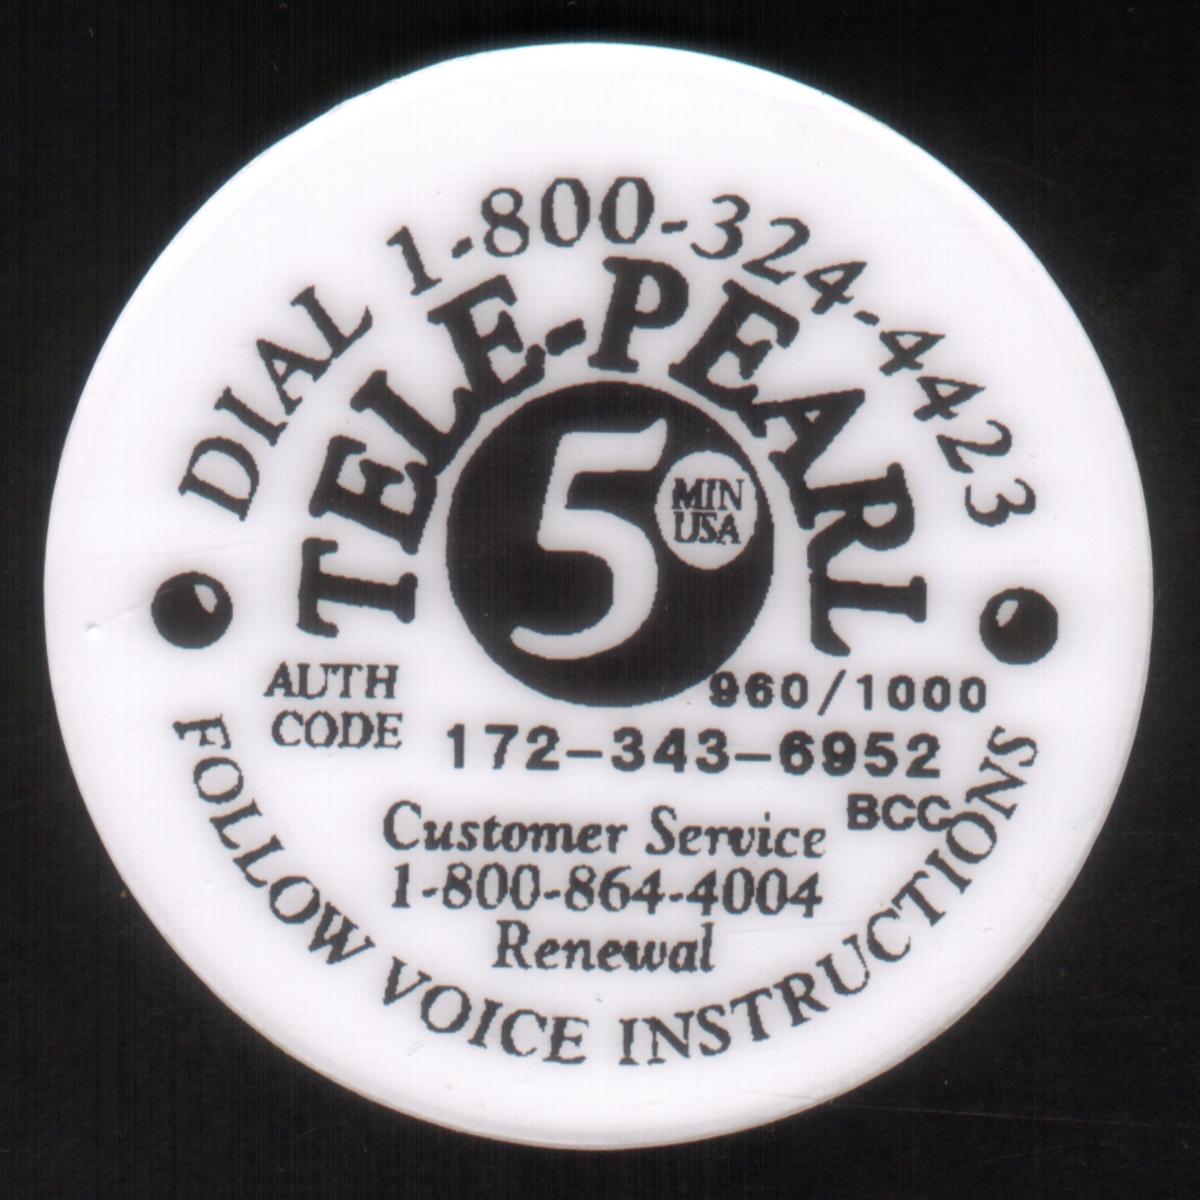 DIAL 1-800-324-4423
TELE-PEARL
5 MIN
USA
AUTH
CODE
960/1000
172-343-6952
BCC
Customer Service
1-800-864-4004
Renewal
FOLLOW VOICE INSTRUCTIONS